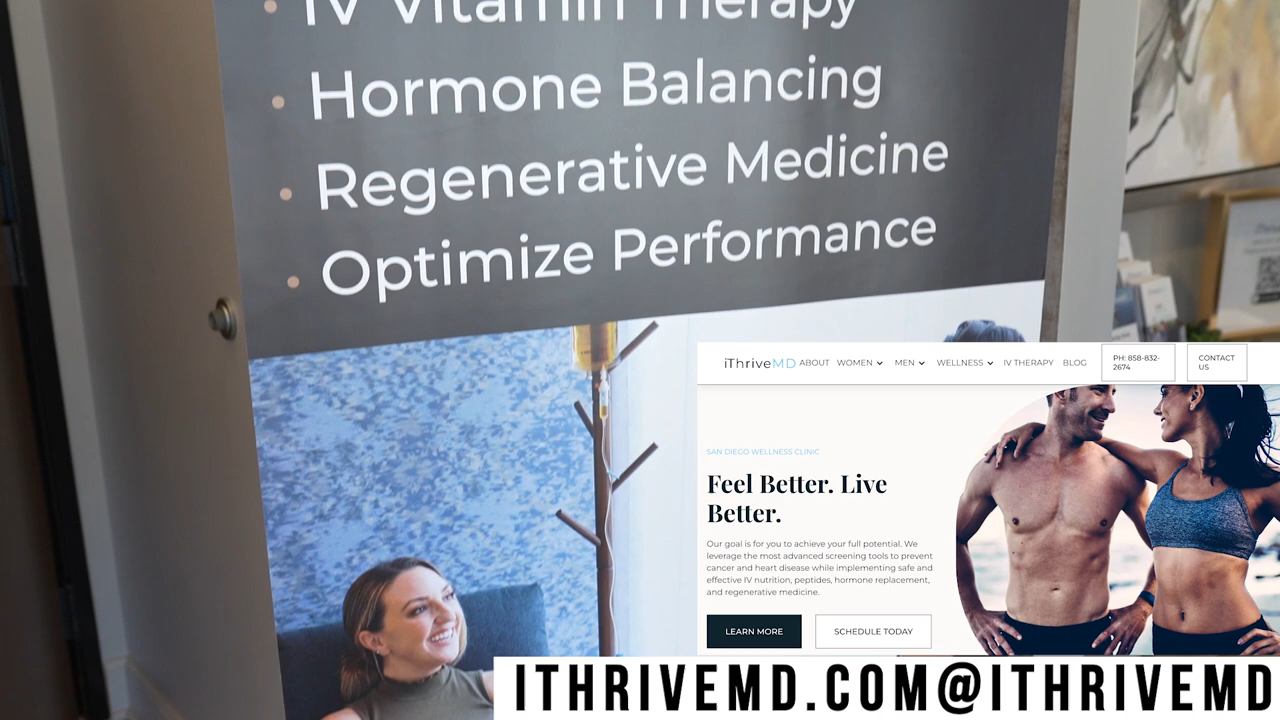 IV Vitamin Therapy
Hormone Balancing
Regenerative Medicine
Optimize Performance
iThriveMD ABOUT WOMEN MEN WELLNESS IV THERAPY BLOG
PH: 858-832-
2674
CONTACT
US
SAN DIEGO WELLNESS CLINIC
Feel Better. Live
Better.
Our goal is for you to achieve your full potential. We
leverage the most advanced screening tools to prevent
cancer and heart disease while implementing safe and
effective IV nutrition, peptides, hormone replacement,
and regenerative medicine.
LEARN MORE
SCHEDULE TODAY
ITHRIVEMD.COM@ITHRIVEMD